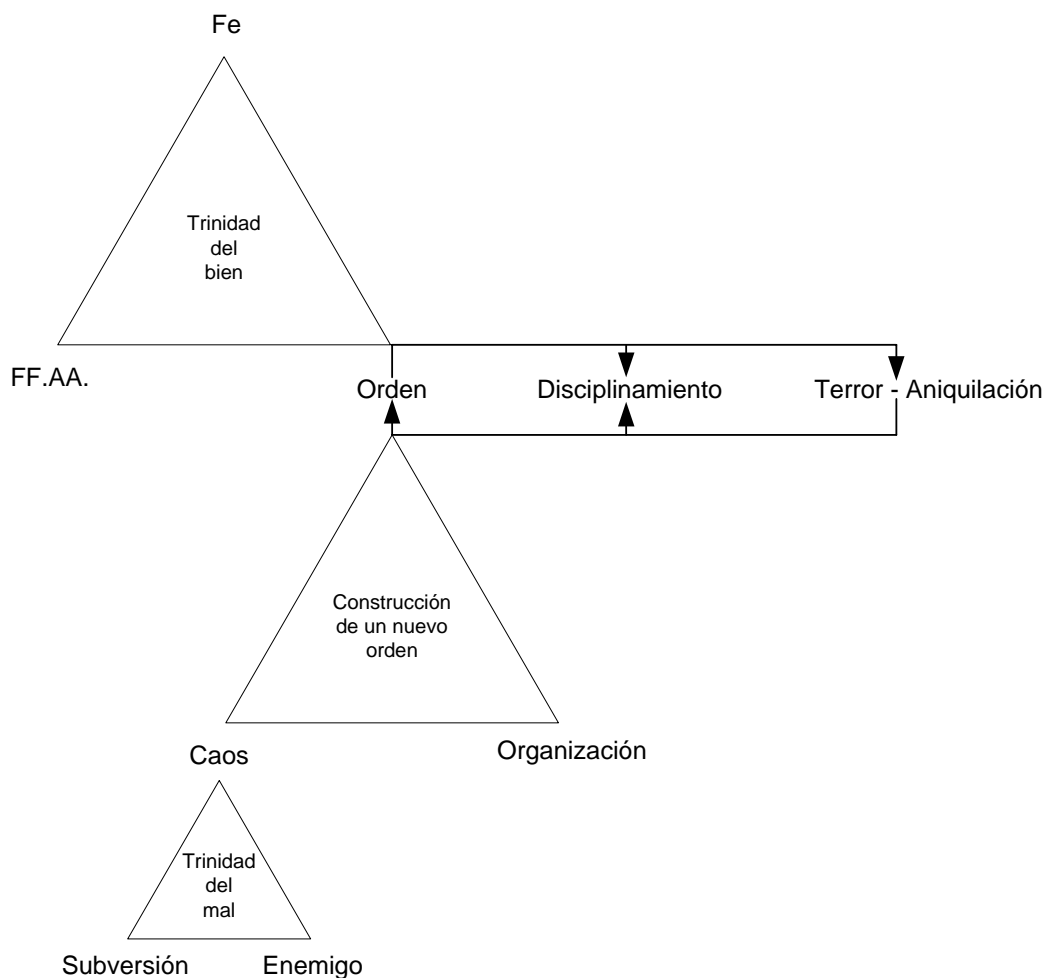 Fe
Trinidad
del
bien
FF.AA.
Orden
Disciplinamiento
Terror - Aniquilación
Construcción
de un nuevo
orden
Caos
Organización
Trinidad
del
mal
Subversión
Enemigo